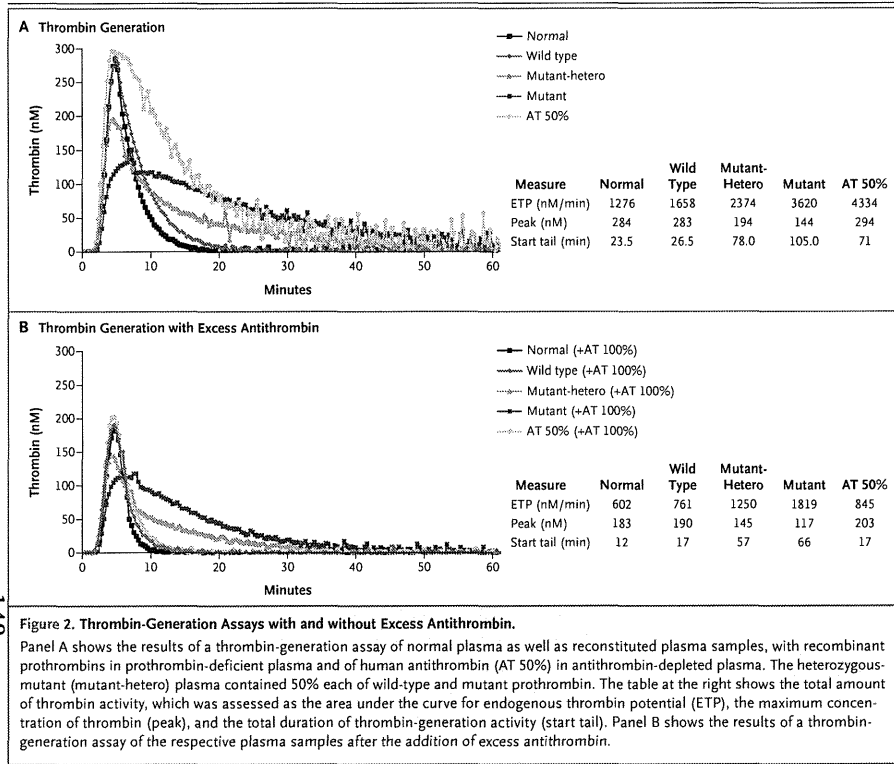 A Thrombin Generation
300
250
200
150
100
50
0
Thrombin (nM)
0 10 20 30 40 50 60
Minutes
Normal
Wild type
Mutant-hetero
Mutant
AT 50%
Measure Normal Wild Type Mutant-Hetero Mutant AT 50%
ETP (nM/min) 1276 1658 2374 3620 4334
Peak (nM) 284 283 194 144 294
Start tail (min) 23.5 26.5 78.0 105.0 71
B Thrombin Generation with Excess Antithrombin
300
250
200
150
100
50
0
Thrombin (nM)
0 10 20 30 40 50 60
Minutes
Normal (+AT 100%)
Wild type (+AT 100%)
Mutant-hetero (+AT 100%)
Mutant (+AT 100%)
AT 50% (+AT 100%)
Measure Normal Wild Type Mutant-Hetero Mutant AT 50%
ETP (nM/min) 602 761 1250 1819 845
Peak (nM) 183 190 145 117 203
Start tail (min) 12 17 57 66 17
Figure 2. Thrombin-Generation Assays with and without Excess Antithrombin.
Panel A shows the results of a thrombin-generation assay of normal plasma as well as reconstituted plasma samples, with recombinant
prothrombins in prothrombin-deficient plasma and of human antithrombin (AT 50%) in antithrombin-depleted plasma. The heterozygous-
mutant (mutant-hetero) plasma contained 50% each of wild-type and mutant prothrombin. The table at the right shows the total amount
of thrombin activity, which was assessed as the area under the curve for endogenous thrombin potential (ETP), the maximum concen-
tration of thrombin (peak), and the total duration of thrombin-generation activity (start tail). Panel B shows the results of a thrombin-
generation assay of the respective plasma samples after the addition of excess antithrombin.